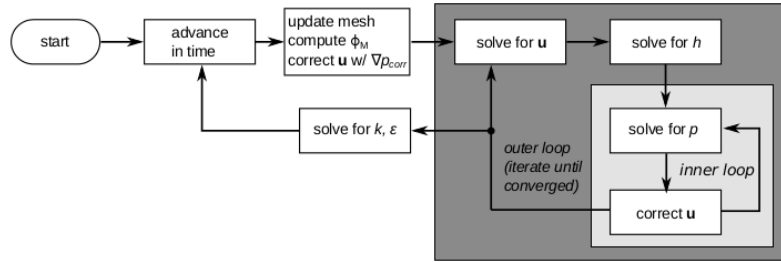 start
advance
in time
update mesh
compute ϕM
correct u w/ ∇pcorr
solve for u
solve for h
solve for k, ε
outer loop
(iterate until
converged)
solve for p
inner loop
correct u